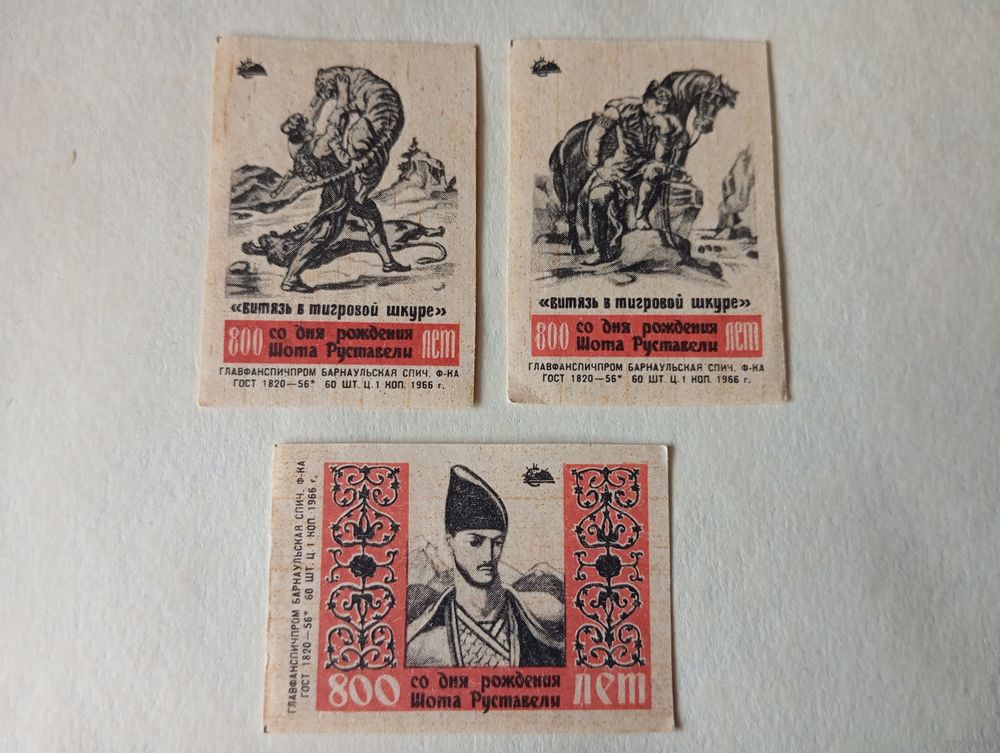 «Витязь в тигровой шкуре»
800 со дня рождения Шота Руставели лет
ГЛАВФАНСПИЧПРОМ БАРНАУЛЬСКАЯ СПИЧ. Ф-КА
ГОСТ 1820—56* 60 ШТ. Ц. 1 КОП. 1966 г.
«Витязь в тигровой шкуре»
800 со дня рождения Шота Руставели лет
ГЛАВФАНСПИЧПРОМ БАРНАУЛЬСКАЯ СПИЧ. Ф-КА
ГОСТ 1820—56* 60 ШТ. Ц. 1 КОП. 1966 г.
ГЛАВФАНСПИЧПРОМ БАРНАУЛЬСКАЯ СПИЧ. Ф-КА
ГОСТ 1820—56* 60 ШТ. Ц. 1 КОП. 1966 г.
800 со дня рождения Шота Руставели лет